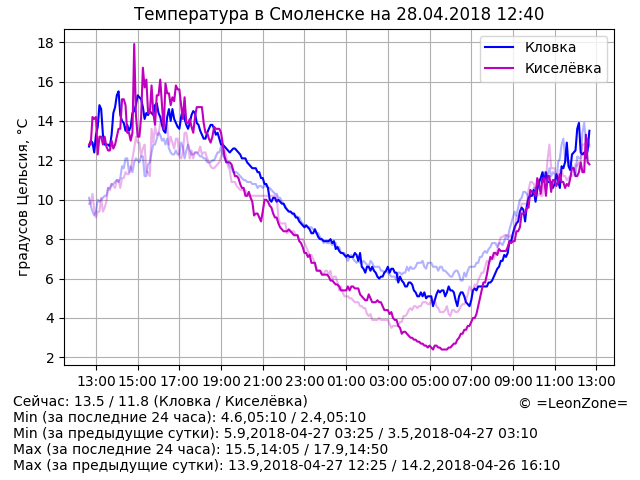 Температура в Смоленске на 28.04.2018 12:40
Кловка
Киселёвка
градусов Цельсия, °C
18
16
14
12
10
8
6
4
2
13:00 15:00 17:00 19:00 21:00 23:00 01:00 03:00 05:00 07:00 09:00 11:00 13:00
Сейчас: 13.5 / 11.8 (Кловка / Киселёвка)
© =LeonZone=
Min (за последние 24 часа): 4.6,05:10 / 2.4,05:10
Min (за предыдущие сутки): 5.9,2018-04-27 03:25 / 3.5,2018-04-27 03:10
Max (за последние 24 часа): 15.5,14:05 / 17.9,14:50
Max (за предыдущие сутки): 13.9,2018-04-27 12:25 / 14.2,2018-04-26 16:10